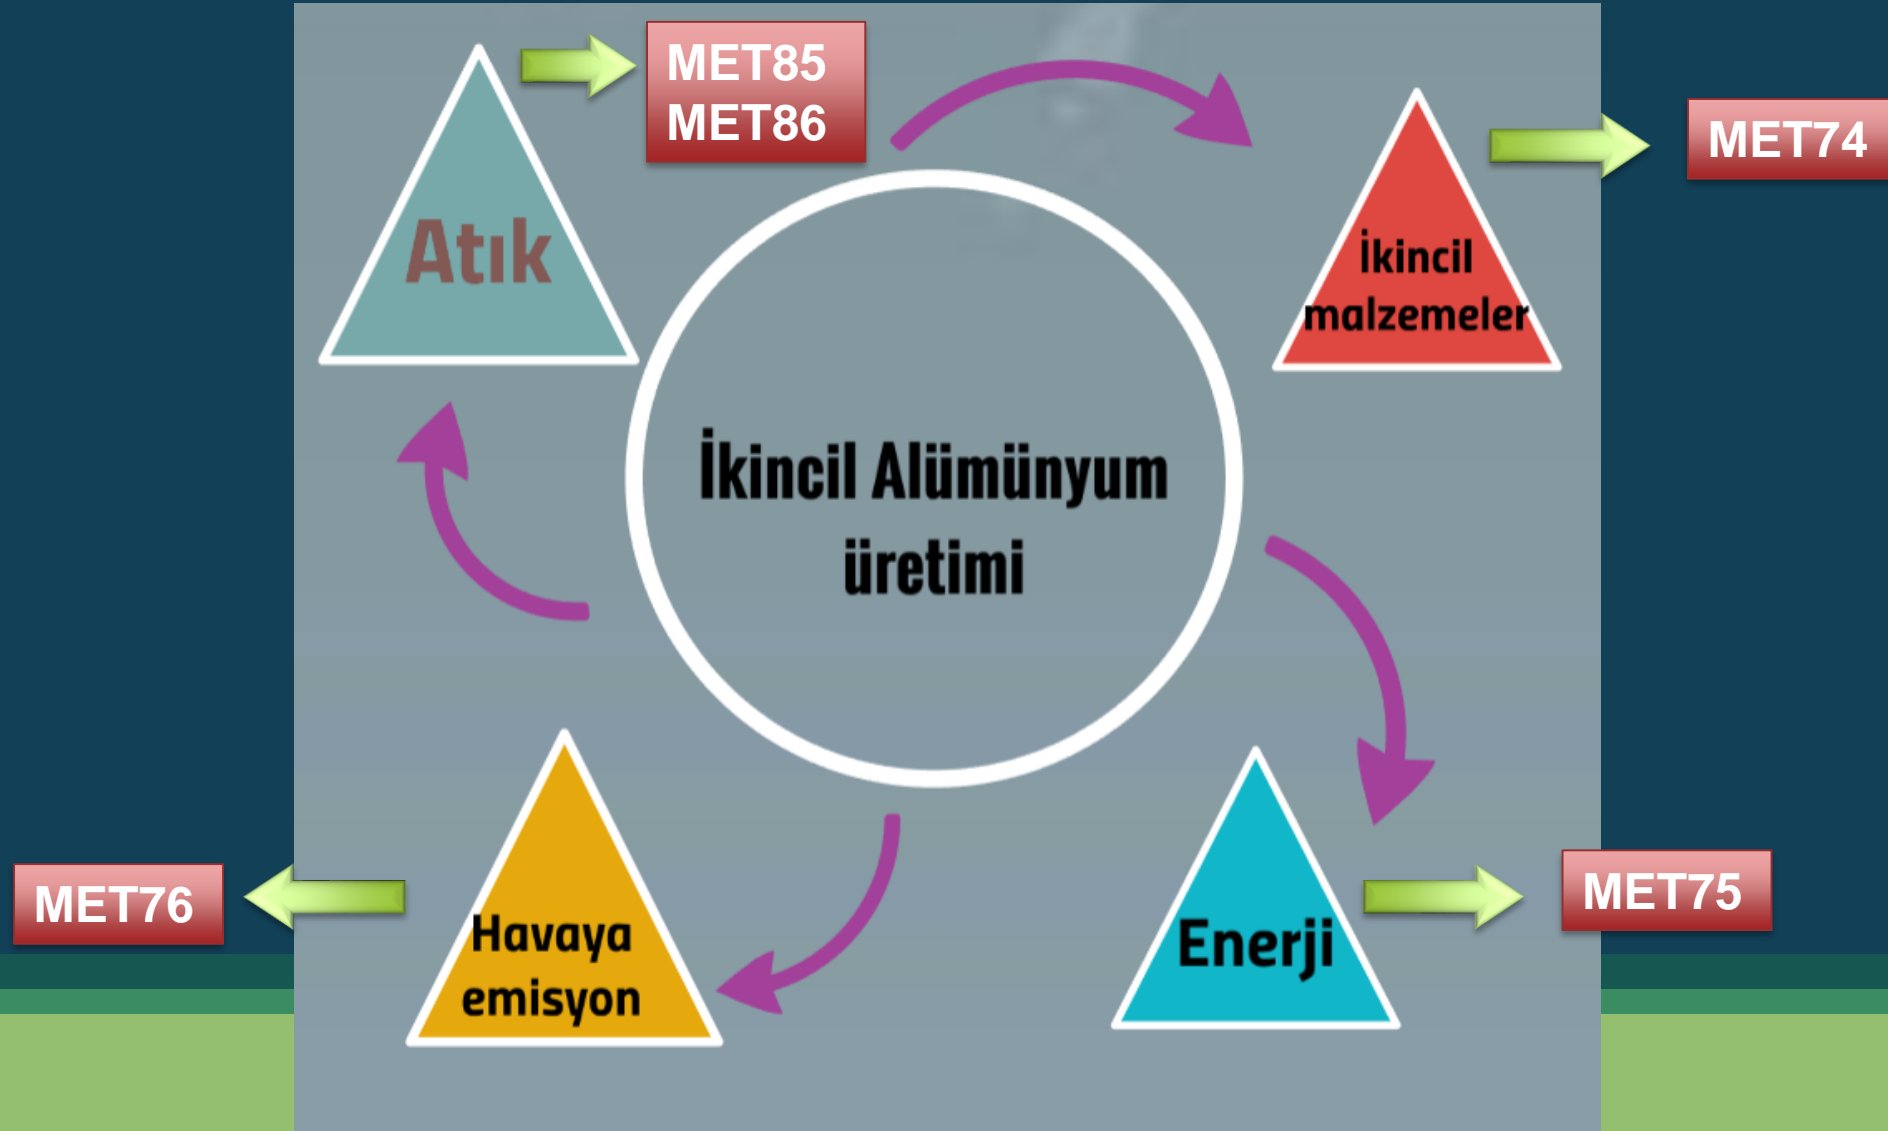 MET85
MET86
MET74
Atık
İkincil
malzemeler
İkincil Alümünyum
üretimi
MET76
Havaya
emisyon
Enerji
MET75